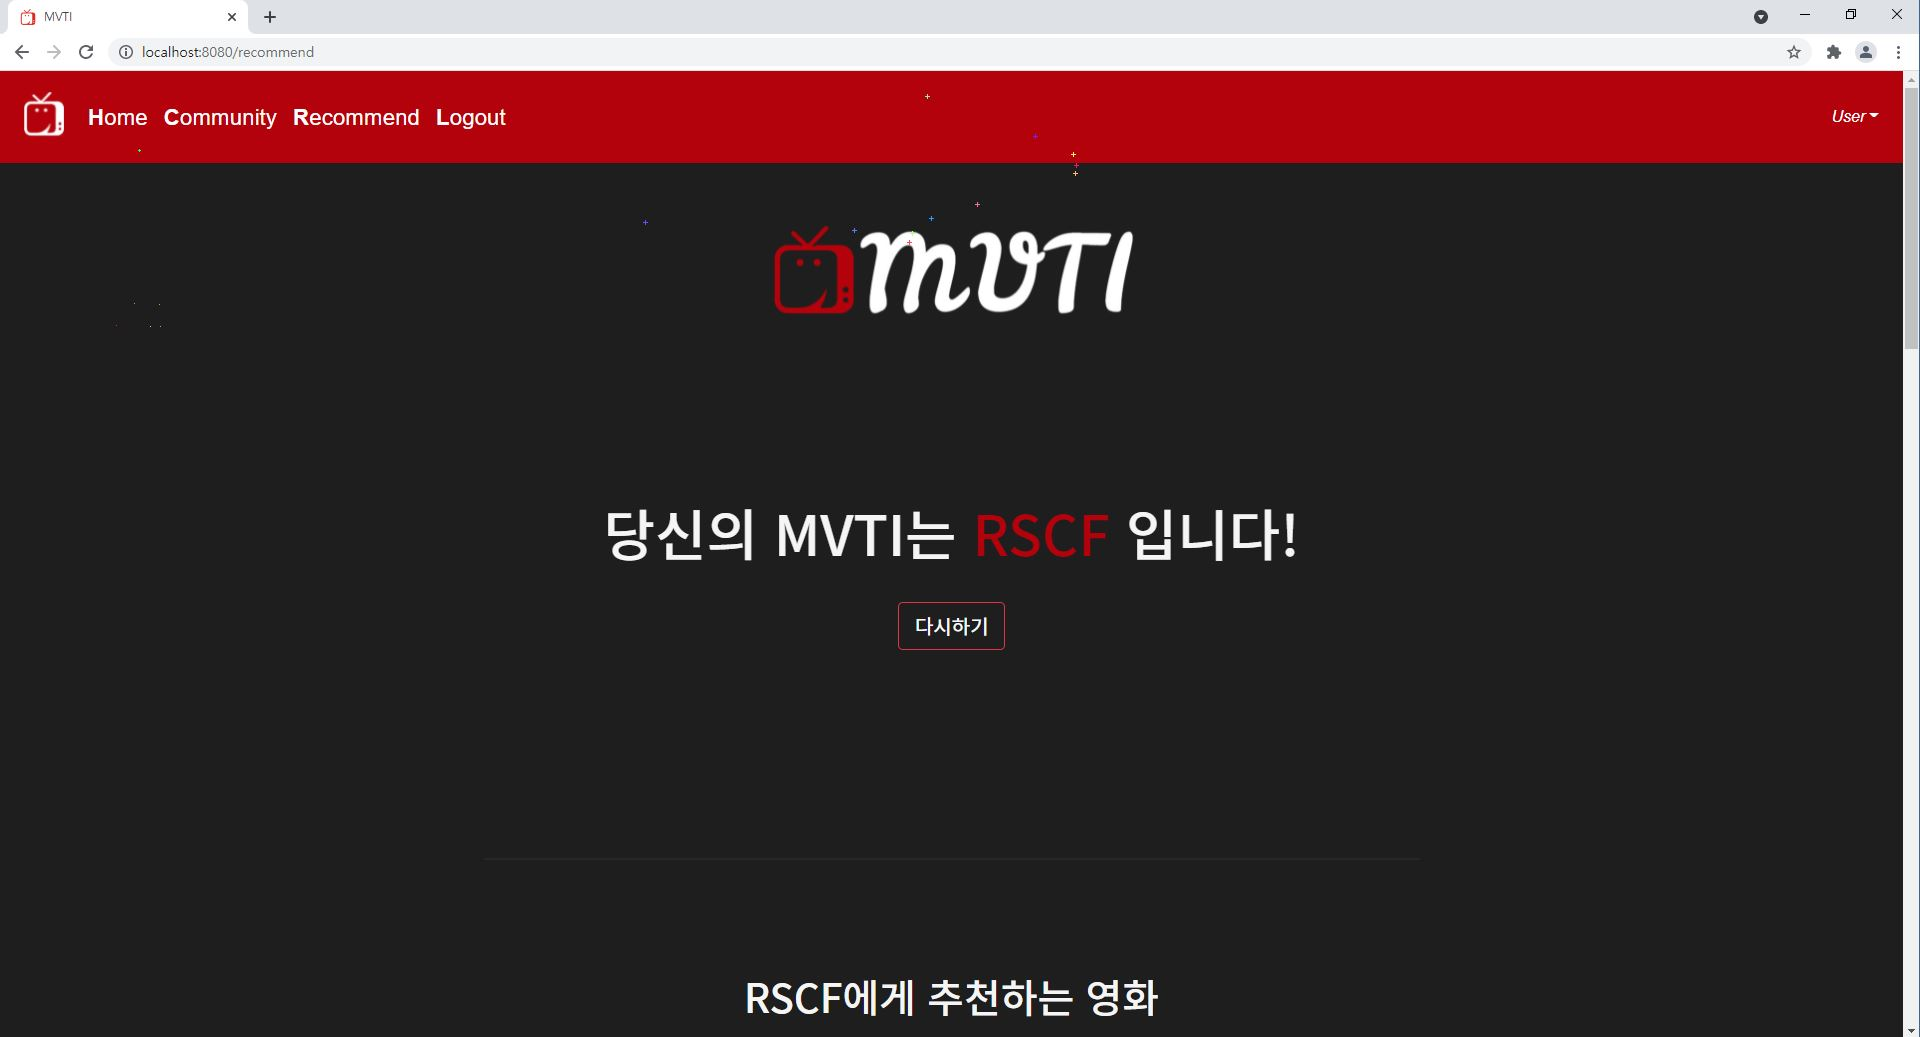 MVTI
localhost:8080/recommend
Home Community Recommend Logout
User
MVTI
당신의 MVTI는 RSCF 입니다!
다시하기
RSCF에게 추천하는 영화